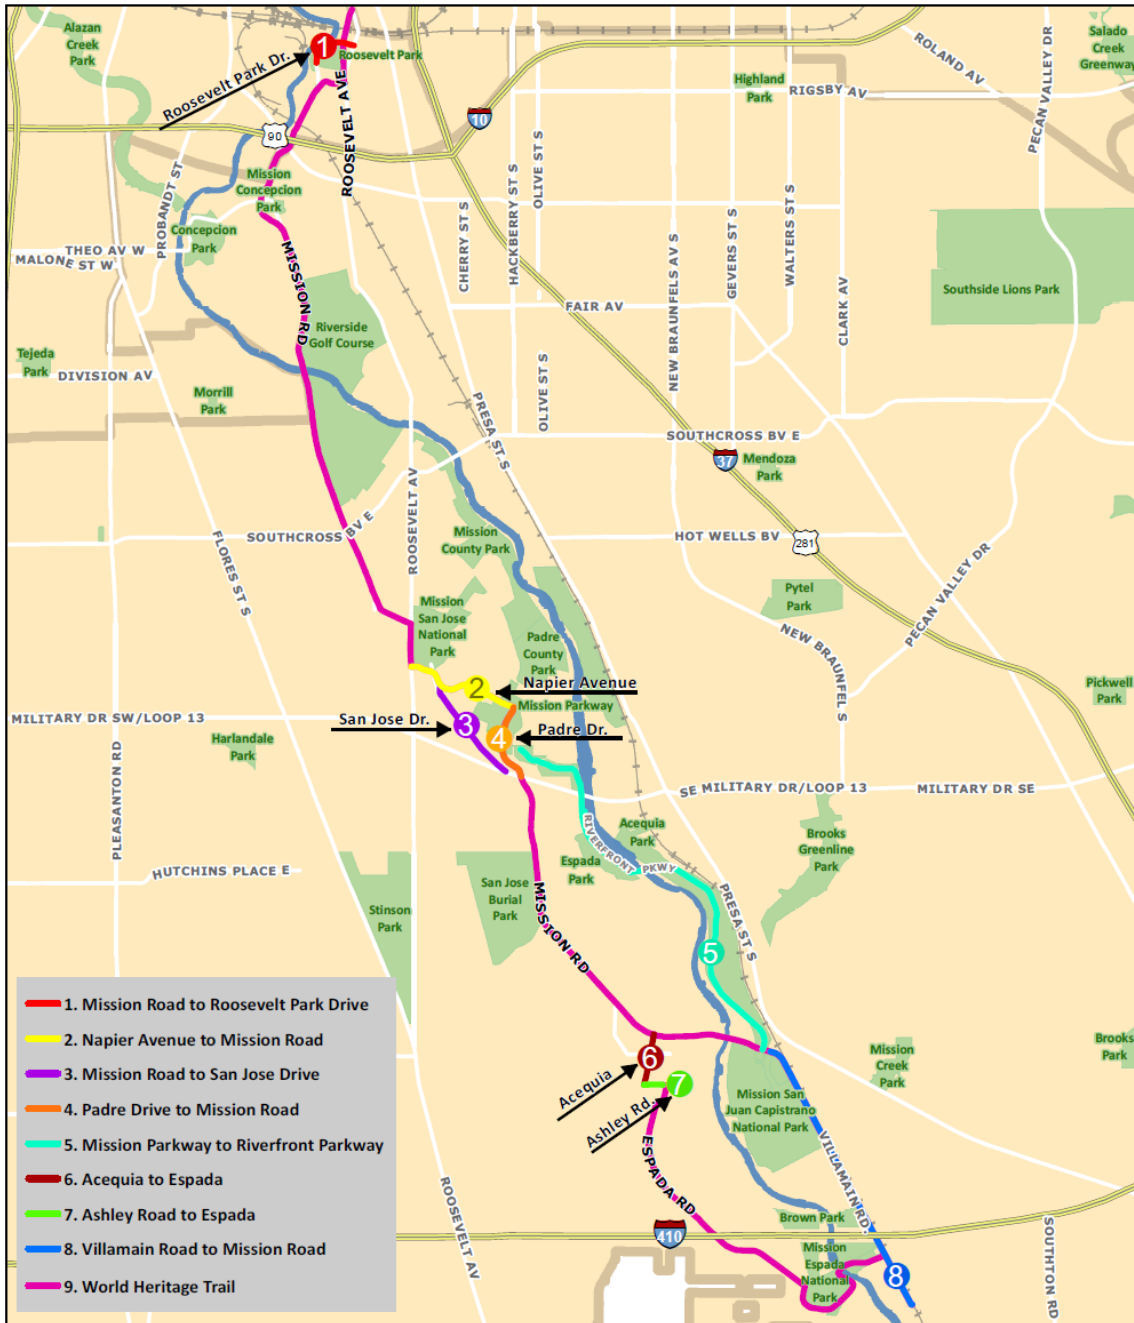 Alazan
Creek
Park
1
Roosevelt Park
Roosevelt Park Dr.
ROOSEVELT AVE
ROLAND AV
PECAN VALLEY DR
Salado
Creek
Greenway
Highland
Park
RIGSBY AV
10
90
OLIVE ST S
HACKBERRY ST S
CHERRY ST S
PROBANDT ST
Mission
Concepcion
Park
Concepcion
Park
THEO AV W
MALONE ST W
MISSION RD
NEW BRAUNFELS AV S
GEVERS ST S
WALTERS ST S
CLARK AV
Southside Lions Park
FAIR AV
Riverside
Golf Course
Tejeda
Park
DIVISION AV
Morrill
Park
OLIVE ST S
PRESA ST S
SOUTHCROSS BV E
37
Mendoza
Park
ROOSEVELT AV
FLORES ST S
SOUTHCROSS BV E
Mission
County Park
HOT WELLS BV
281
PECAN VALLEY DR
Pytel
Park
Mission
San Jose
National
Park
Padre
County
Park
NEW BRAUNFEL S
2
Napier Avenue
Mission Parkway
Pickwell
Park
MILITARY DR SW/LOOP 13
San Jose Dr.
3
4
Padre Dr.
Harlandale
Park
PLEASANTON RD
SE MILITARY DR/LOOP 13
MILITARY DR SE
RIVERFRONT PKWY
Acequia
Park
Espada
Park
Brooks
Greenline
Park
HUTCHINS PLACE E
Stinson
Park
San Jose
Burial
Park
MISSION RD
PRESA ST S
5
6
7
Acequia
Ashley Rd.
Mission
Creek
Park
Brooks
Park
Mission San
Juan Capistrano
National Park
ESPADA RD
VILLAMAIN RD.
ROOSEVELT AV
410
Brown Park
Mission
Espada
National
Park
8
SOUTHTON RD
1. Mission Road to Roosevelt Park Drive
2. Napier Avenue to Mission Road
3. Mission Road to San Jose Drive
4. Padre Drive to Mission Road
5. Mission Parkway to Riverfront Parkway
6. Acequia to Espada
7. Ashley Road to Espada
8. Villamain Road to Mission Road
9. World Heritage Trail